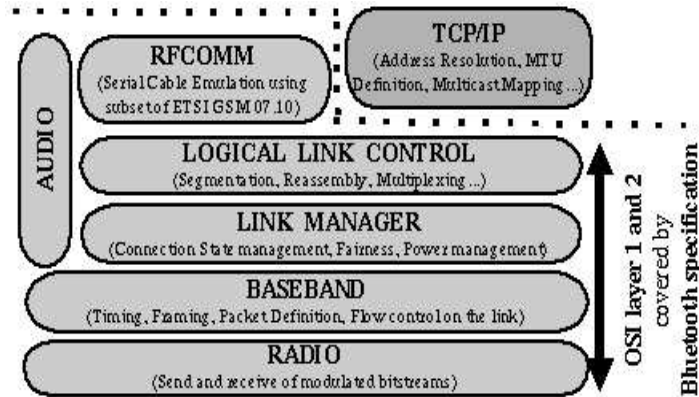 RFCOMM
(Serial Cable Emulation using
subset of ETSI GSM 07.10)
TCP/IP
(Address Resolution, MTU
Definition, Multicast Mapping...)
AUDIO
LOGICAL LINK CONTROL
(Segmentation, Reassembly, Multiplexing...)
LINK MANAGER
(Connection State management, Fairness, Power management)
BASEBAND
(Timing, Framing, Packet Definition, Flow control on the link)
RADIO
(Send and receive of modulated bitstreams)
OSI layer 1 and 2
covered by
Bluetooth specification